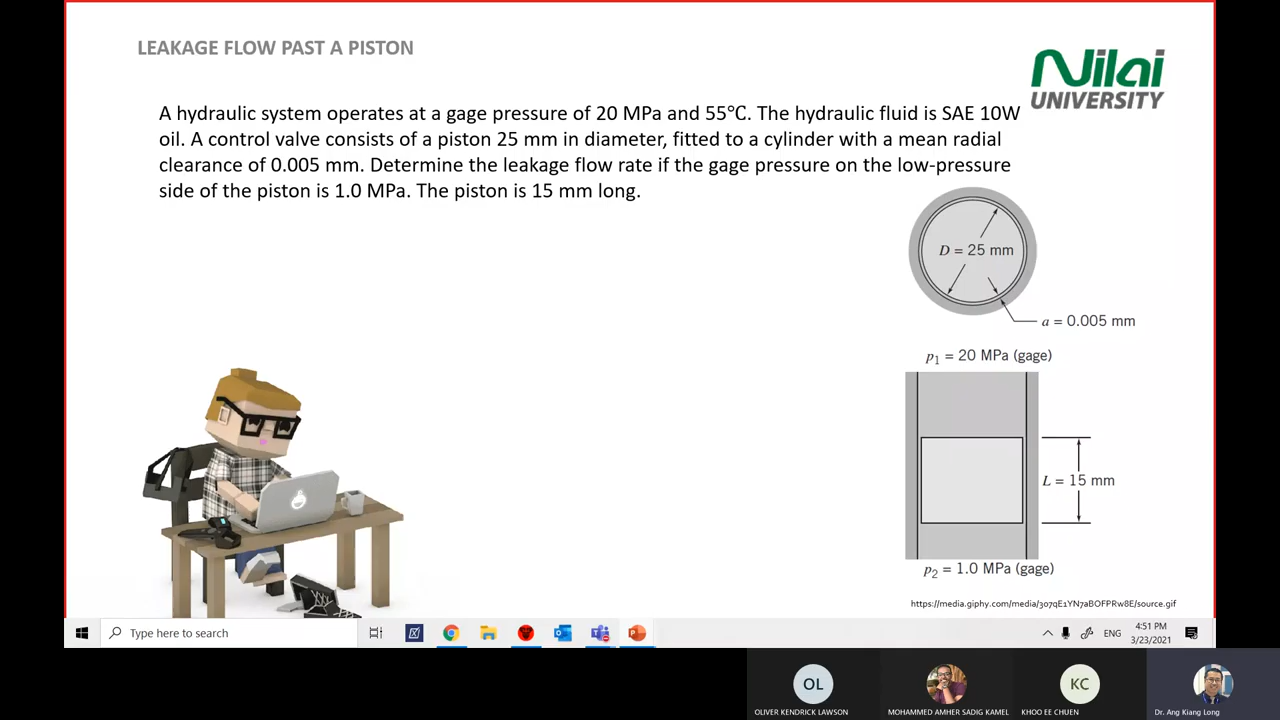 LEAKAGE FLOW PAST A PISTON
Nilai
UNIVERSITY
A hydraulic system operates at a gage pressure of 20 MPa and 55℃. The hydraulic fluid is SAE 10W
oil. A control valve consists of a piston 25 mm in diameter, fitted to a cylinder with a mean radial
clearance of 0.005 mm. Determine the leakage flow rate if the gage pressure on the low-pressure
side of the piston is 1.0 MPa. The piston is 15 mm long.
D = 25 mm
a = 0.005 mm
p1 = 20 MPa (gage)
L = 15 mm
p2 = 1.0 MPa (gage)
https://media.giphy.com/media/3o7qE1YN7aBOFPRw8E/source.gif
Type here to search
ENG
4:51 PM
3/23/2021
OL
KC
OLIVER KENDRICK LAWSON
MOHAMMED AMHER SADIG KAMEL
KHOO EE CHUEN
Dr. Ang Kiang Long